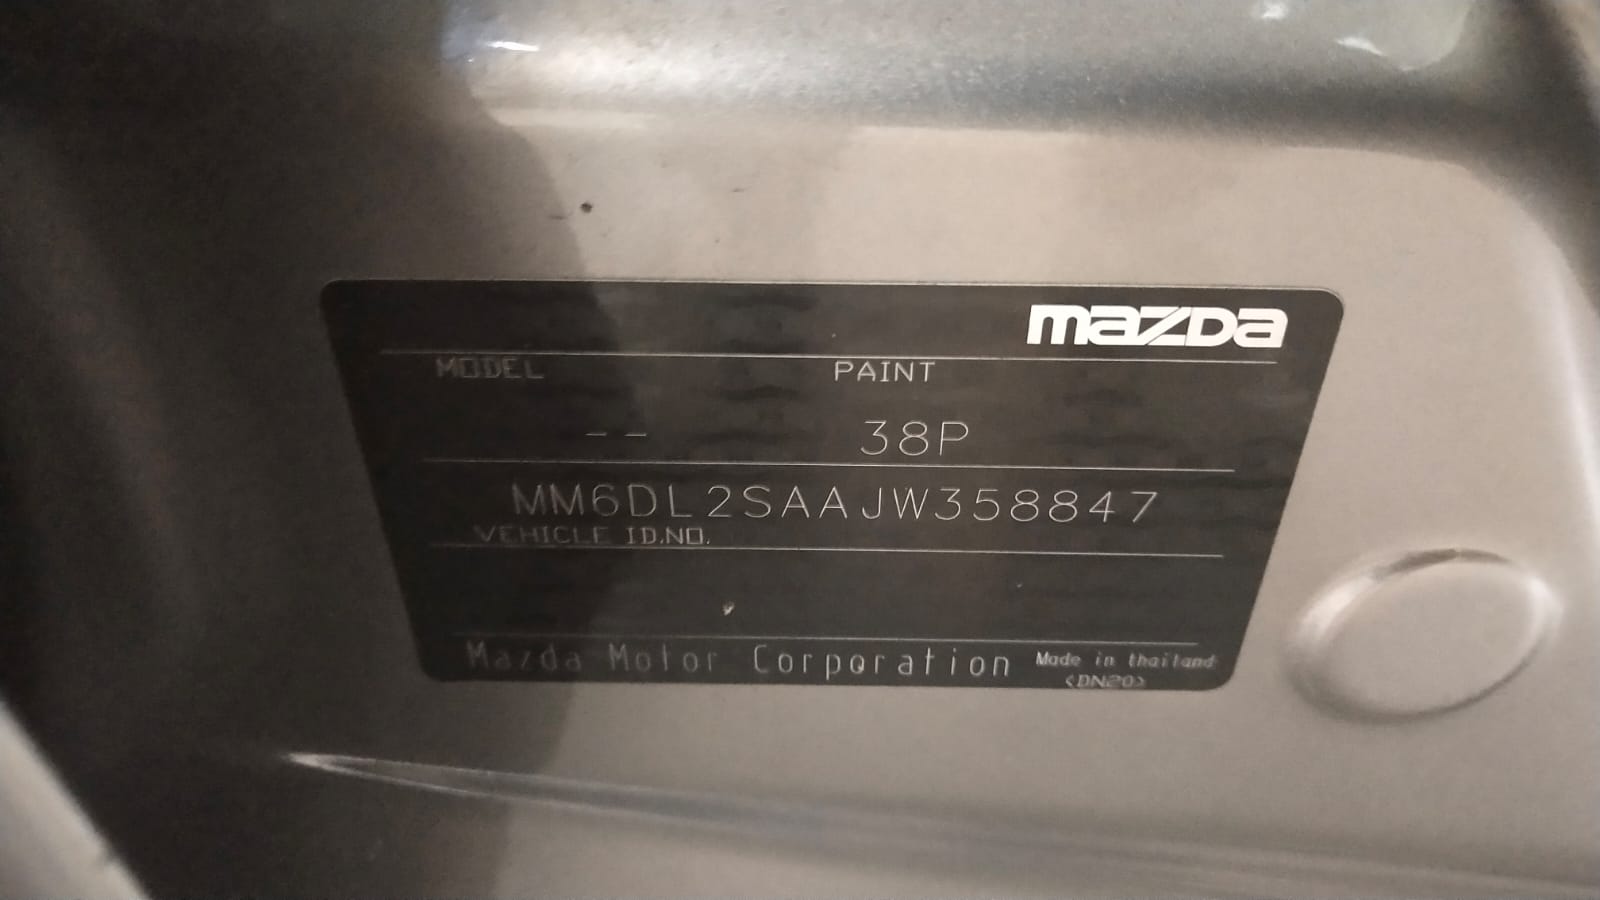 mazda
MODEL PAINT
-- 38P
MM6DL2SAAJW358847
VEHICLE ID.NO.
Mazda Motor Corporation Made in thailand
<DN20>